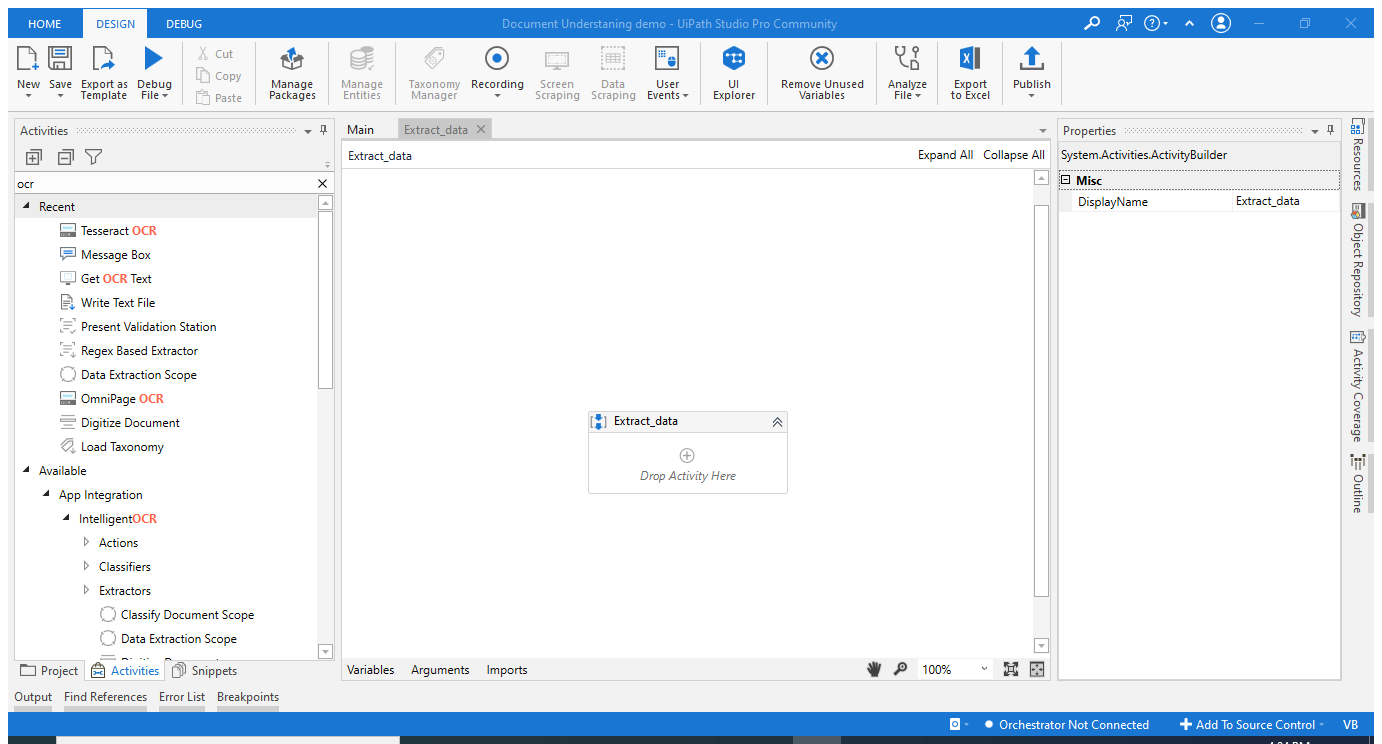 HOME DESIGN DEBUG Document Understaning demo - UiPath Studio Pro Community
New Save Export as Template Debug File
Cut
Copy
Paste
Manage Packages Manage Entities Taxonomy Manager Recording Screen Scraping Data Scraping User Events UI Explorer Remove Unused Variables Analyze File Export to Excel Publish
Activities
ocr
Recent
Tesseract OCR
Message Box
Get OCR Text
Write Text File
Present Validation Station
Regex Based Extractor
Data Extraction Scope
OmniPage OCR
Digitize Document
Load Taxonomy
Available
App Integration
IntelligentOCR
Actions
Classifiers
Extractors
Classify Document Scope
Data Extraction Scope
Project Activities Snippets
Main Extract_data
Extract_data Expand All Collapse All
Extract_data
Drop Activity Here
Variables Arguments Imports 100%
Properties
System.Activities.ActivityBuilder
Misc
DisplayName Extract_data
Resources
Object Repository
Activity Coverage
Outline
Output Find References Error List Breakpoints
Orchestrator Not Connected Add To Source Control VB